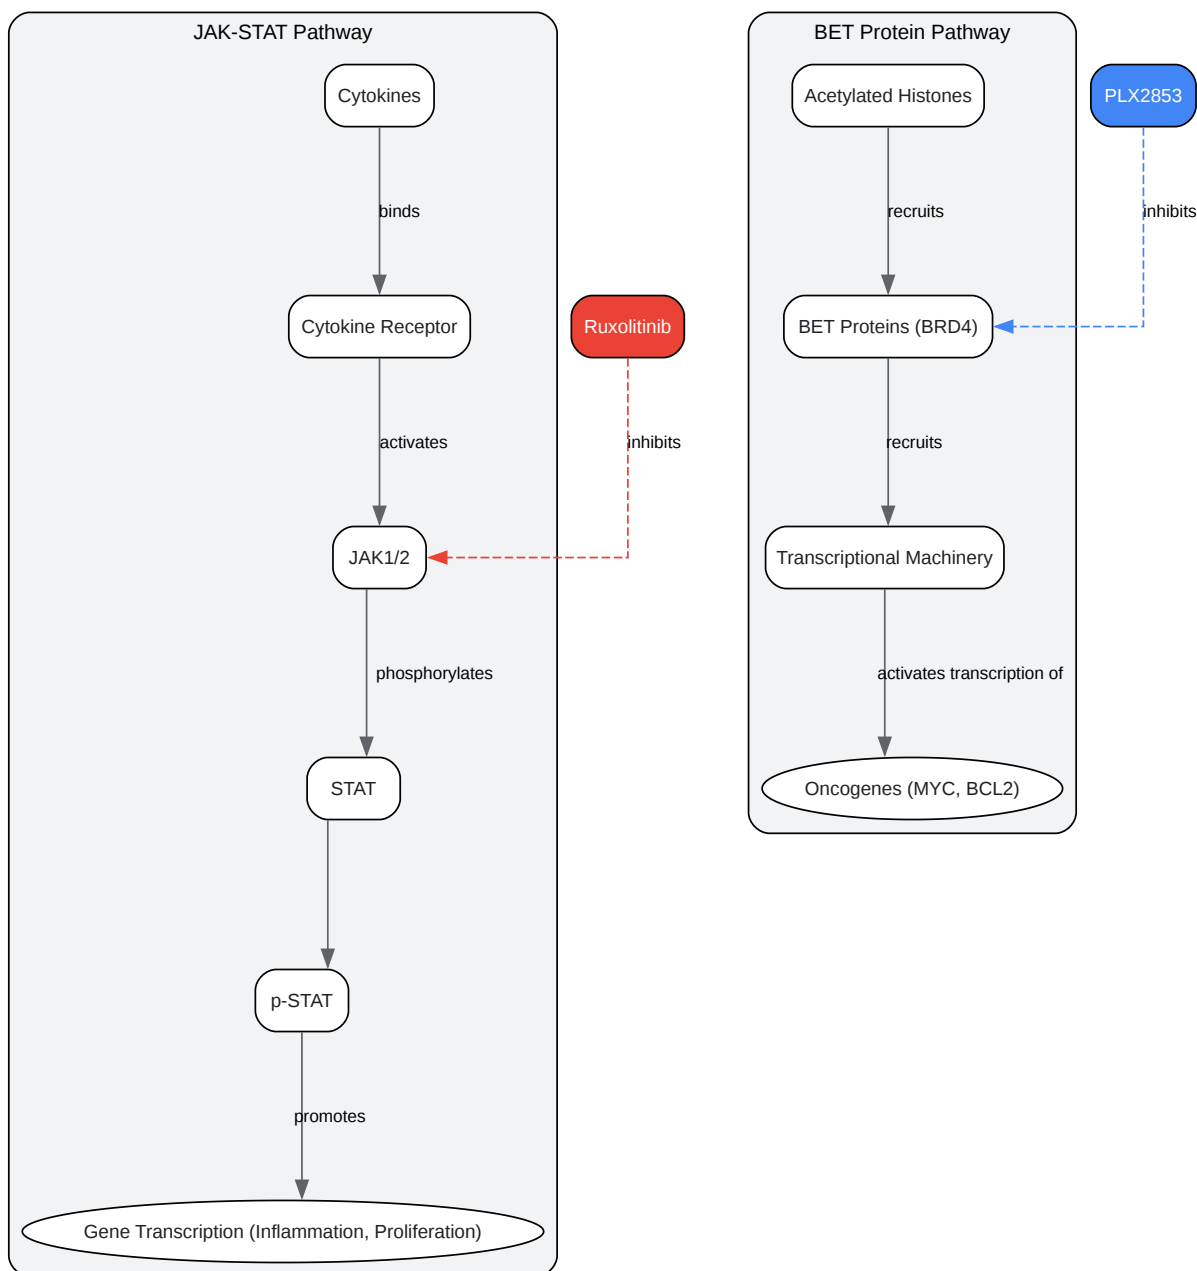 JAK-STAT Pathway
Cytokines
binds
Cytokine Receptor
activates
JAK1/2
phosphorylates
STAT
p-STAT
promotes
Gene Transcription (Inflammation, Proliferation)
Ruxolitinib
inhibits
BET Protein Pathway
Acetylated Histones
recruits
BET Proteins (BRD4)
recruits
Transcriptional Machinery
activates transcription of
Oncogenes (MYC, BCL2)
PLX2853
inhibits